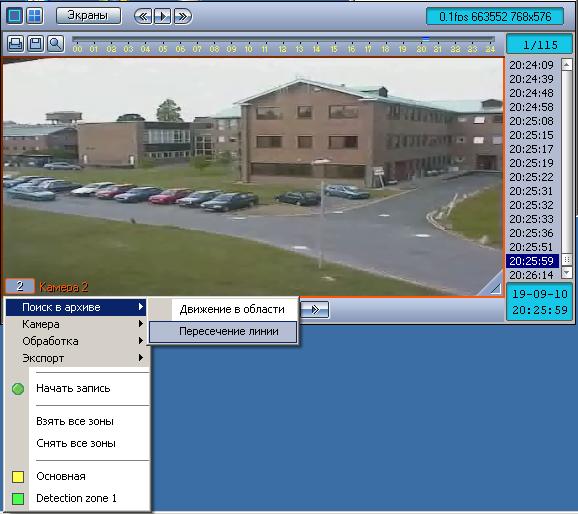 Экраны
0.1fps 663552 768x576
00 01 02 03 04 05 06 07 08 09 10 11 12 13 14 15 16 17 18 19 20 21 22 23 24
1/115
20:24:09
20:24:39
20:24:48
20:24:58
20:25:08
20:25:15
20:25:17
20:25:19
20:25:22
20:25:31
20:25:32
20:25:33
20:25:36
20:25:51
20:25:59
20:26:14
2 Камера 2
19-09-10
20:25:59
Поиск в архиве
Камера
Обработка
Экспорт
Начать запись
Взять все зоны
Снять все зоны
Основная
Detection zone 1
Движение в области
Пересечение линии